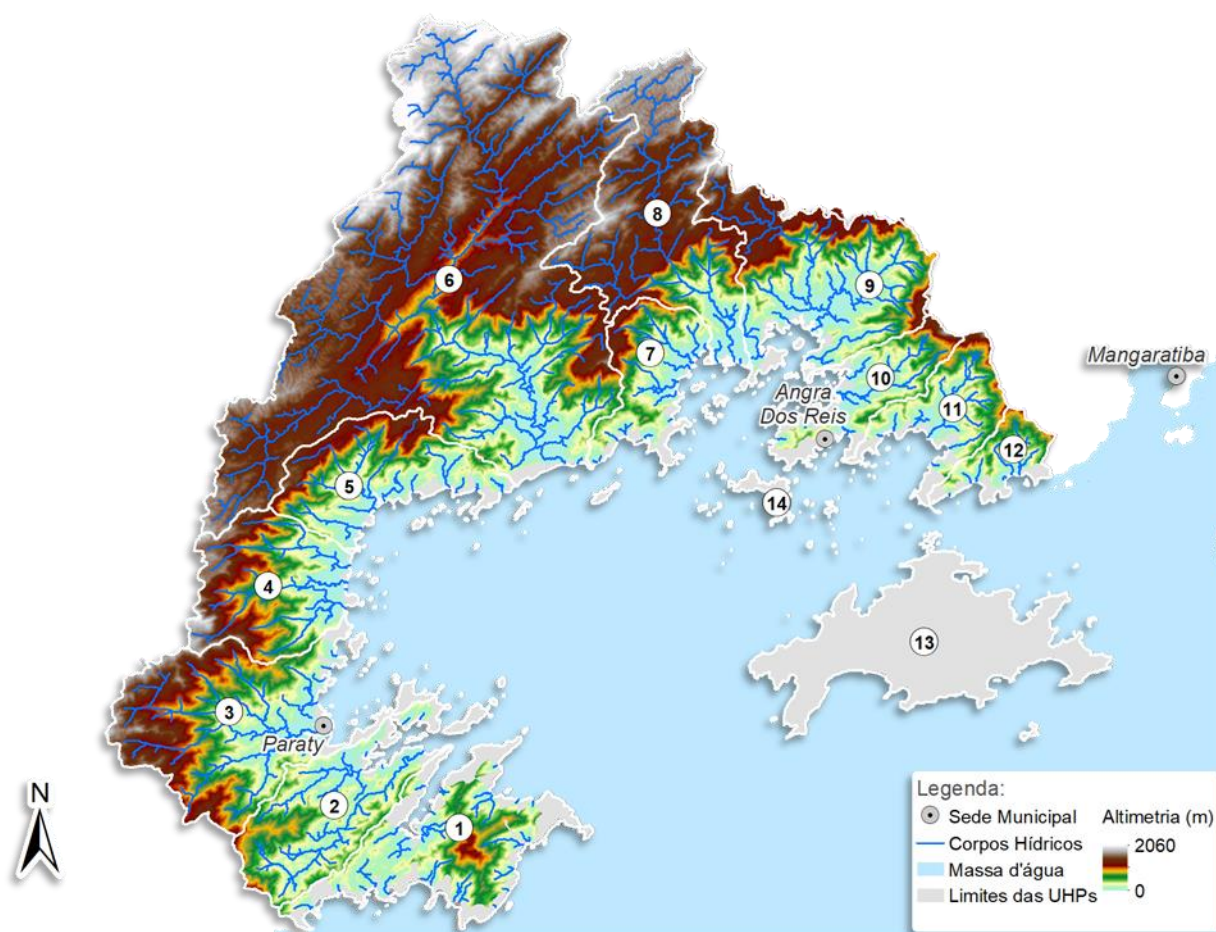 8
6
9
7
Mangaratiba
10
Angra
Dos Reis
11
12
5
14
4
13
3
Paraty
2
1
N
Legenda:
Sede Municipal
Corpos Hídricos
Massa d'água
Limites das UHPs
Altimetria (m)
2060
0